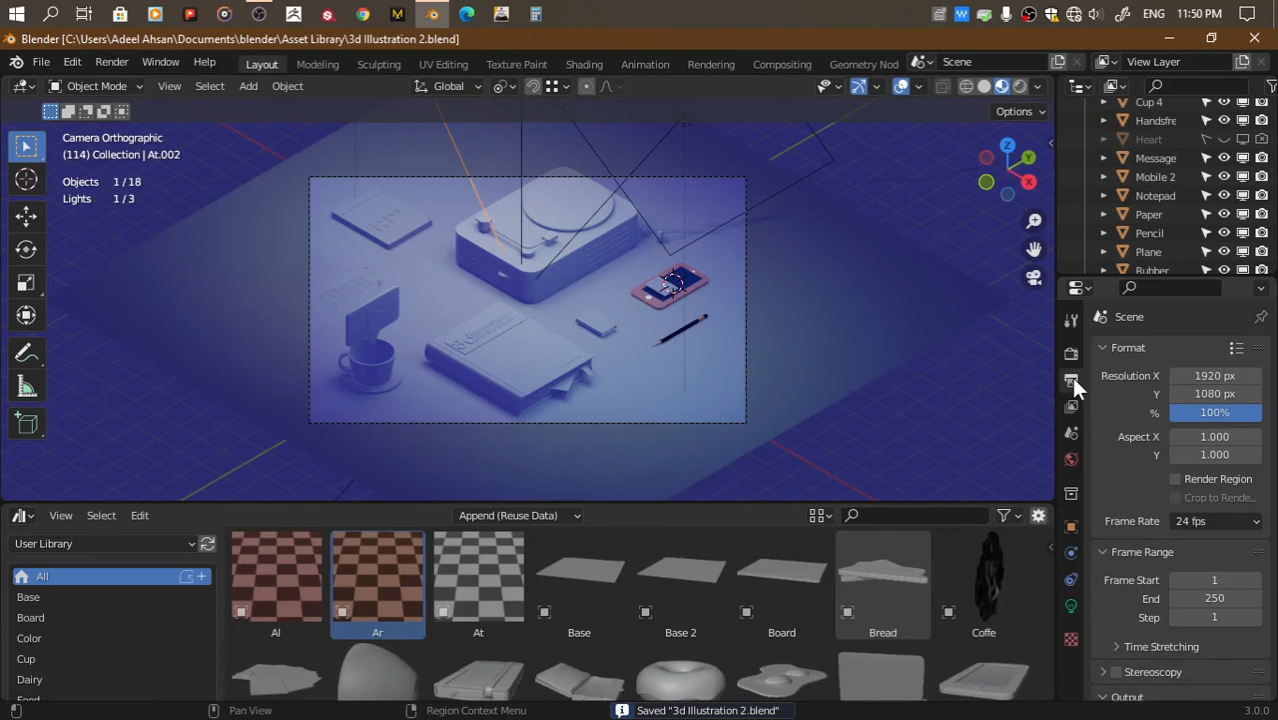 ENG 11:50 PM
Blender [C:\Users\Adeel Ahsan\Documents\blender\Asset Library\3d Illustration 2.blend]
File Edit Render Window Help Layout Modeling Sculpting UV Editing Texture Paint Shading Animation Rendering Compositing Geometry Nod Scene View Layer
Object Mode View Select Add Object Global
Options
Camera Orthographic
(114) Collection | At.002
Objects 1 / 18
Lights 1 / 3
Z
Y
X
Cup 4
Handsfre
Heart
Message
Mobile 2
Notepad
Paper
Pencil
Plane
Rubber
Scene
Format
Resolution X 1920 px
Y 1080 px
% 100%
Aspect X 1.000
Y 1.000
Render Region
Crop to Rende...
Frame Rate 24 fps
Frame Range
Frame Start 1
End 250
Step 1
Time Stretching
Stereoscopy
Output
View Select Edit Append (Reuse Data)
User Library
All
Base
Board
Color
Cup
Dairy
Food
Al Ar At Base Base 2 Board Bread Coffe
Pan View Region Context Menu Saved "3d Illustration 2.blend" 3.0.0